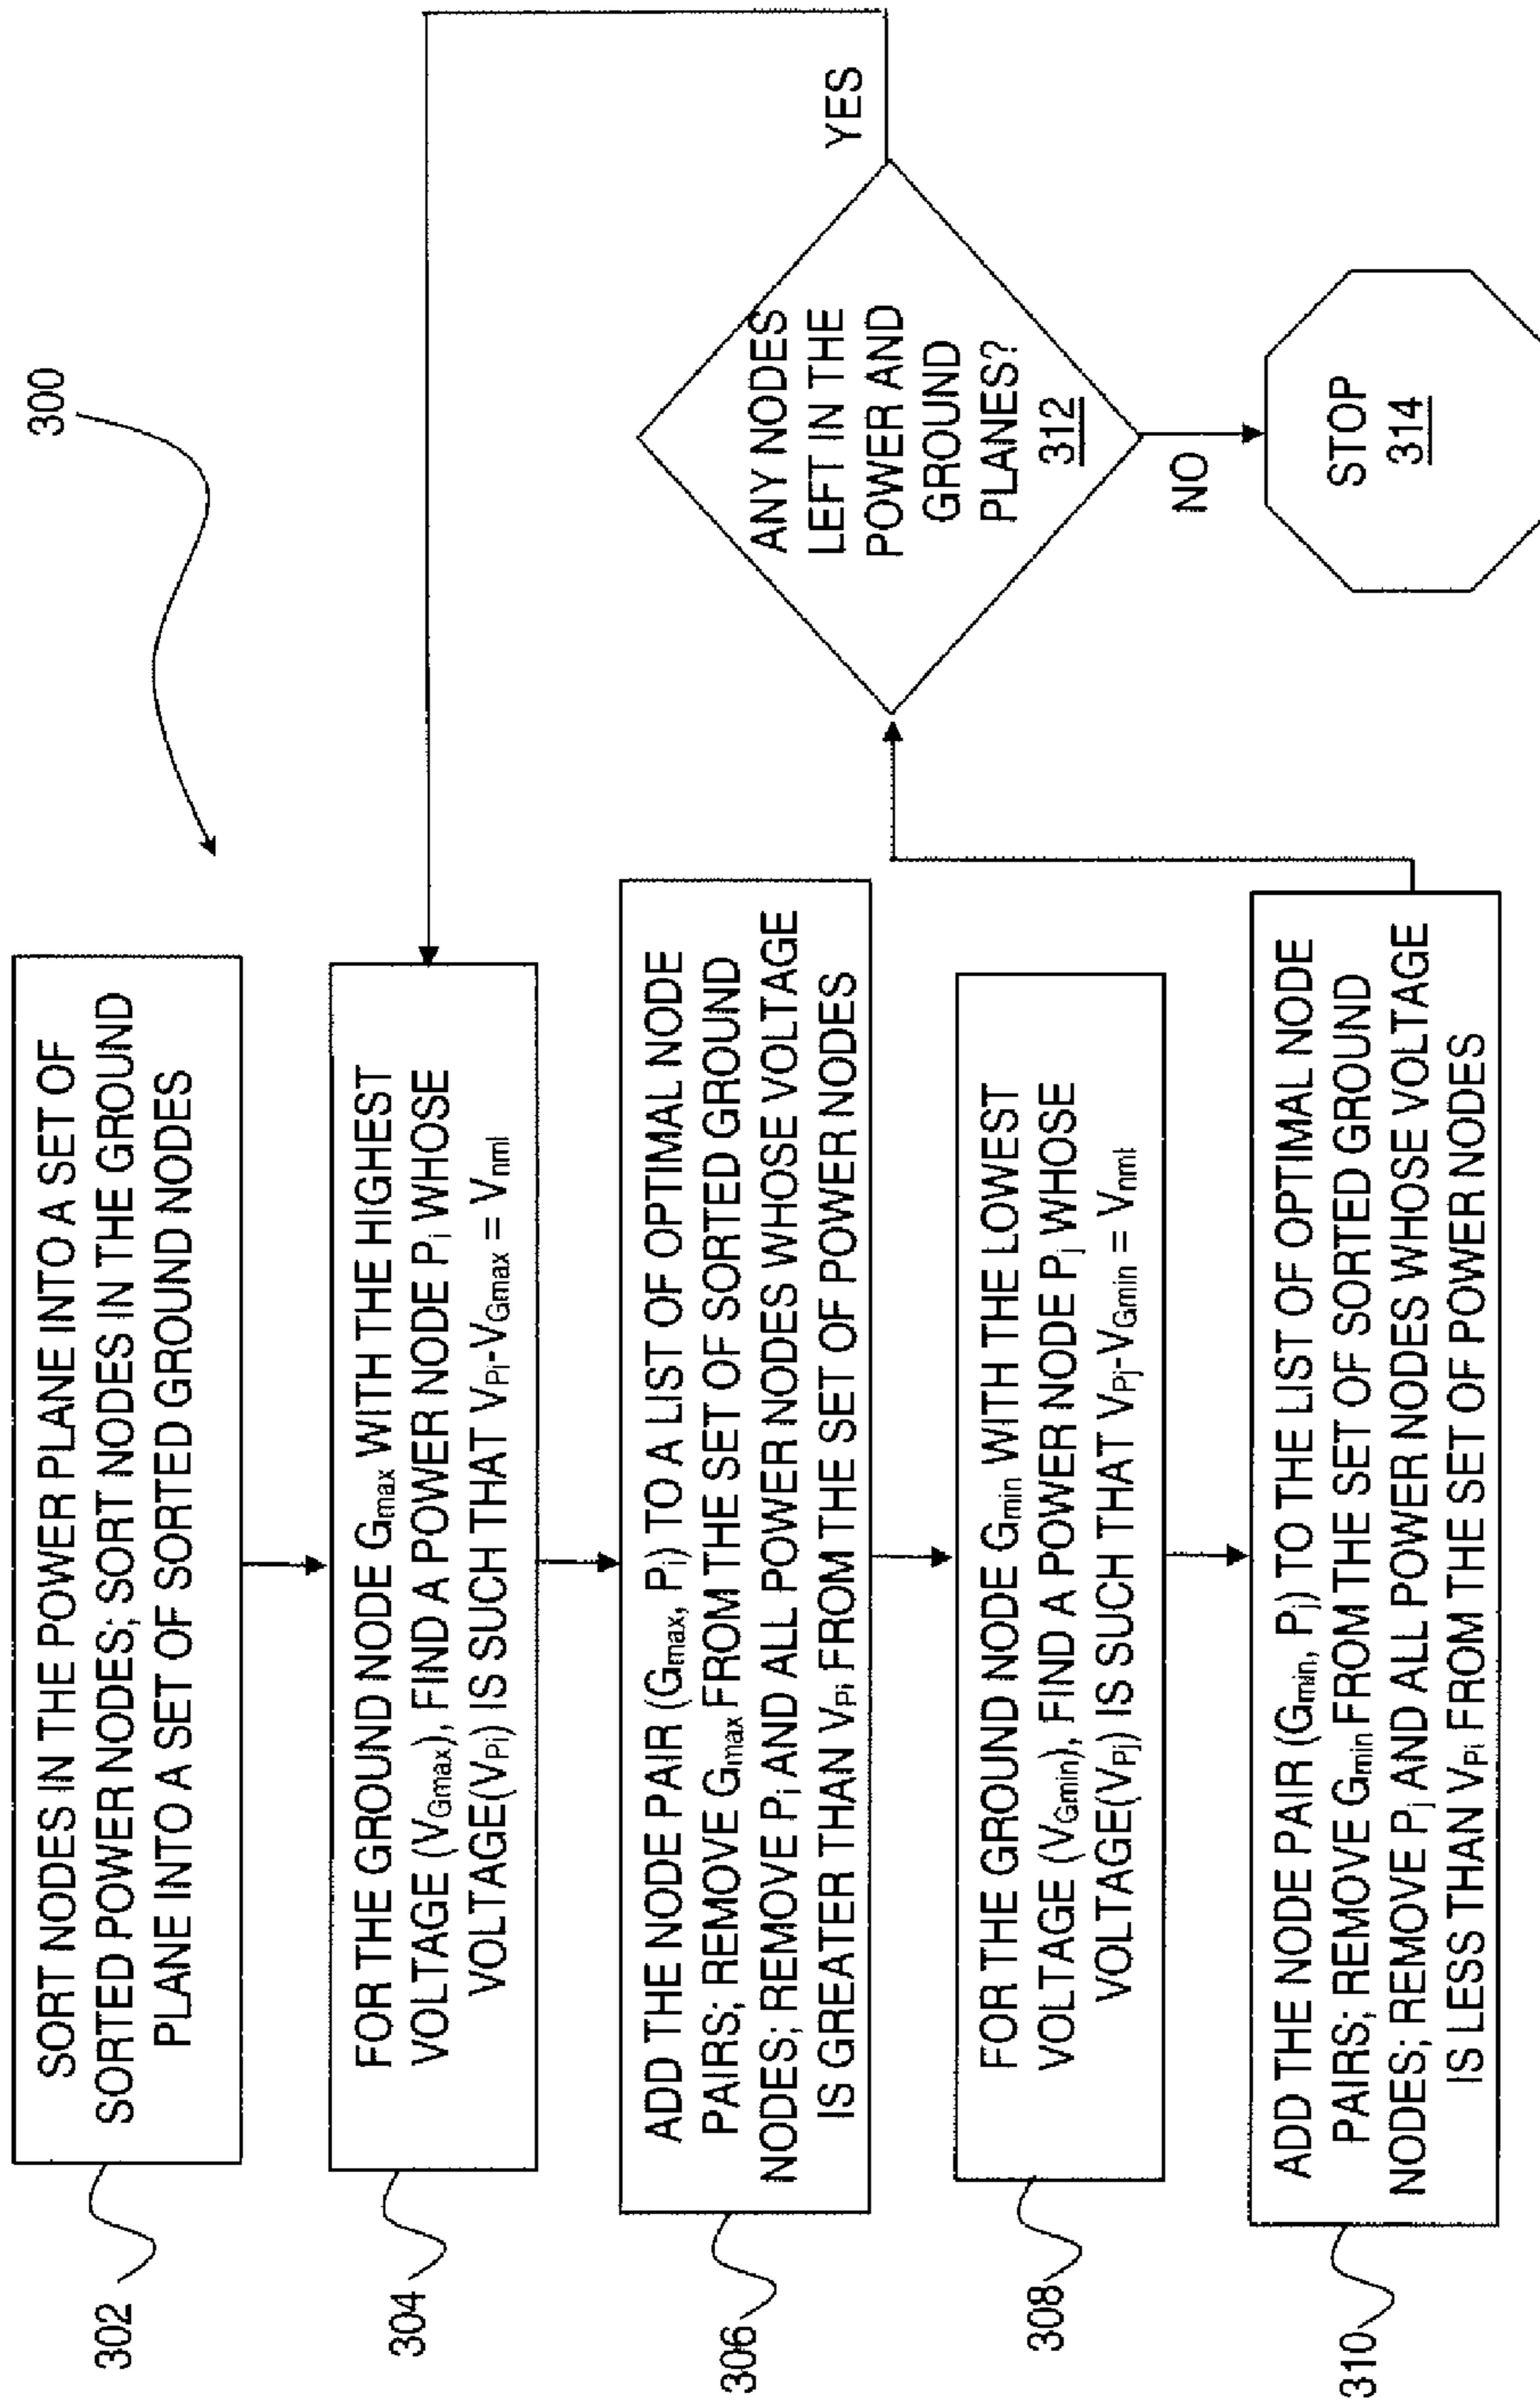 300
302
SORT NODES IN THE POWER PLANE INTO A SET OF
SORTED POWER NODES; SORT NODES IN THE GROUND
PLANE INTO A SET OF SORTED GROUND NODES
304
FOR THE GROUND NODE Gmax WITH THE HIGHEST
VOLTAGE (VGmax), FIND A POWER NODE Pi WHOSE
VOLTAGE(VPi) IS SUCH THAT VPi-VGmax = Vnmt
306
ADD THE NODE PAIR (Gmax, Pi) TO A LIST OF OPTIMAL NODE
PAIRS; REMOVE Gmax FROM THE SET OF SORTED GROUND
NODES; REMOVE Pi AND ALL POWER NODES WHOSE VOLTAGE
IS GREATER THAN VPi FROM THE SET OF POWER NODES
308
FOR THE GROUND NODE Gmin WITH THE LOWEST
VOLTAGE (VGmin), FIND A POWER NODE Pj WHOSE
VOLTAGE(VPj) IS SUCH THAT VPj-VGmin = Vnmt
310
ADD THE NODE PAIR (Gmin, Pj) TO THE LIST OF OPTIMAL NODE
PAIRS; REMOVE Gmin FROM THE SET OF SORTED GROUND
NODES; REMOVE Pj AND ALL POWER NODES WHOSE VOLTAGE
IS LESS THAN VPi FROM THE SET OF POWER NODES
ANY NODES
LEFT IN THE
POWER AND
GROUND
PLANES?
312
YES
NO
STOP
314